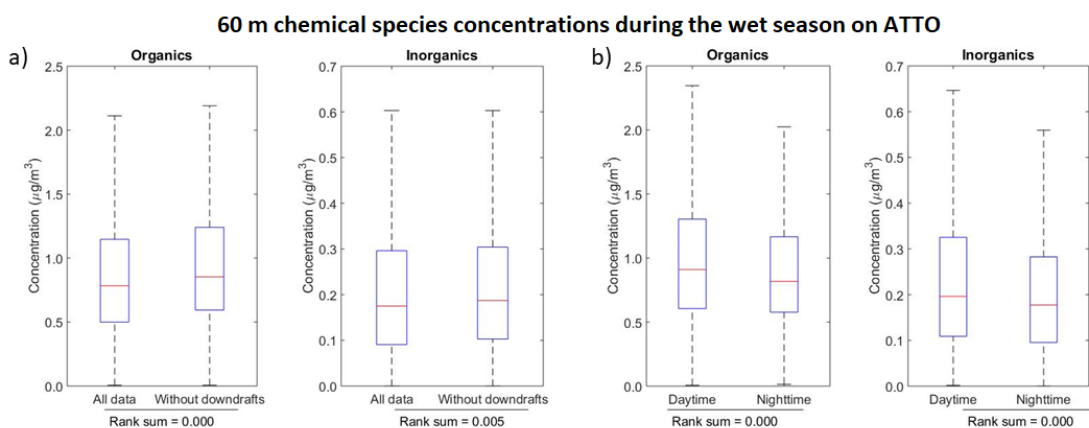 60 m chemical species concentrations during the wet season on ATTO
a)
Organics
2.5
2.0
1.5
1.0
0.5
0.0
Concentration (μg/m³)
All data Without downdrafts
Rank sum = 0.000
Inorganics
0.7
0.6
0.5
0.4
0.3
0.2
0.1
0.0
Concentration (μg/m³)
All data Without downdrafts
Rank sum = 0.005
b)
Organics
2.5
2.0
1.5
1.0
0.5
0.0
Concentration (μg/m³)
Daytime Nighttime
Rank sum = 0.000
Inorganics
0.7
0.6
0.5
0.4
0.3
0.2
0.1
0.0
Concentration (μg/m³)
Daytime Nighttime
Rank sum = 0.000